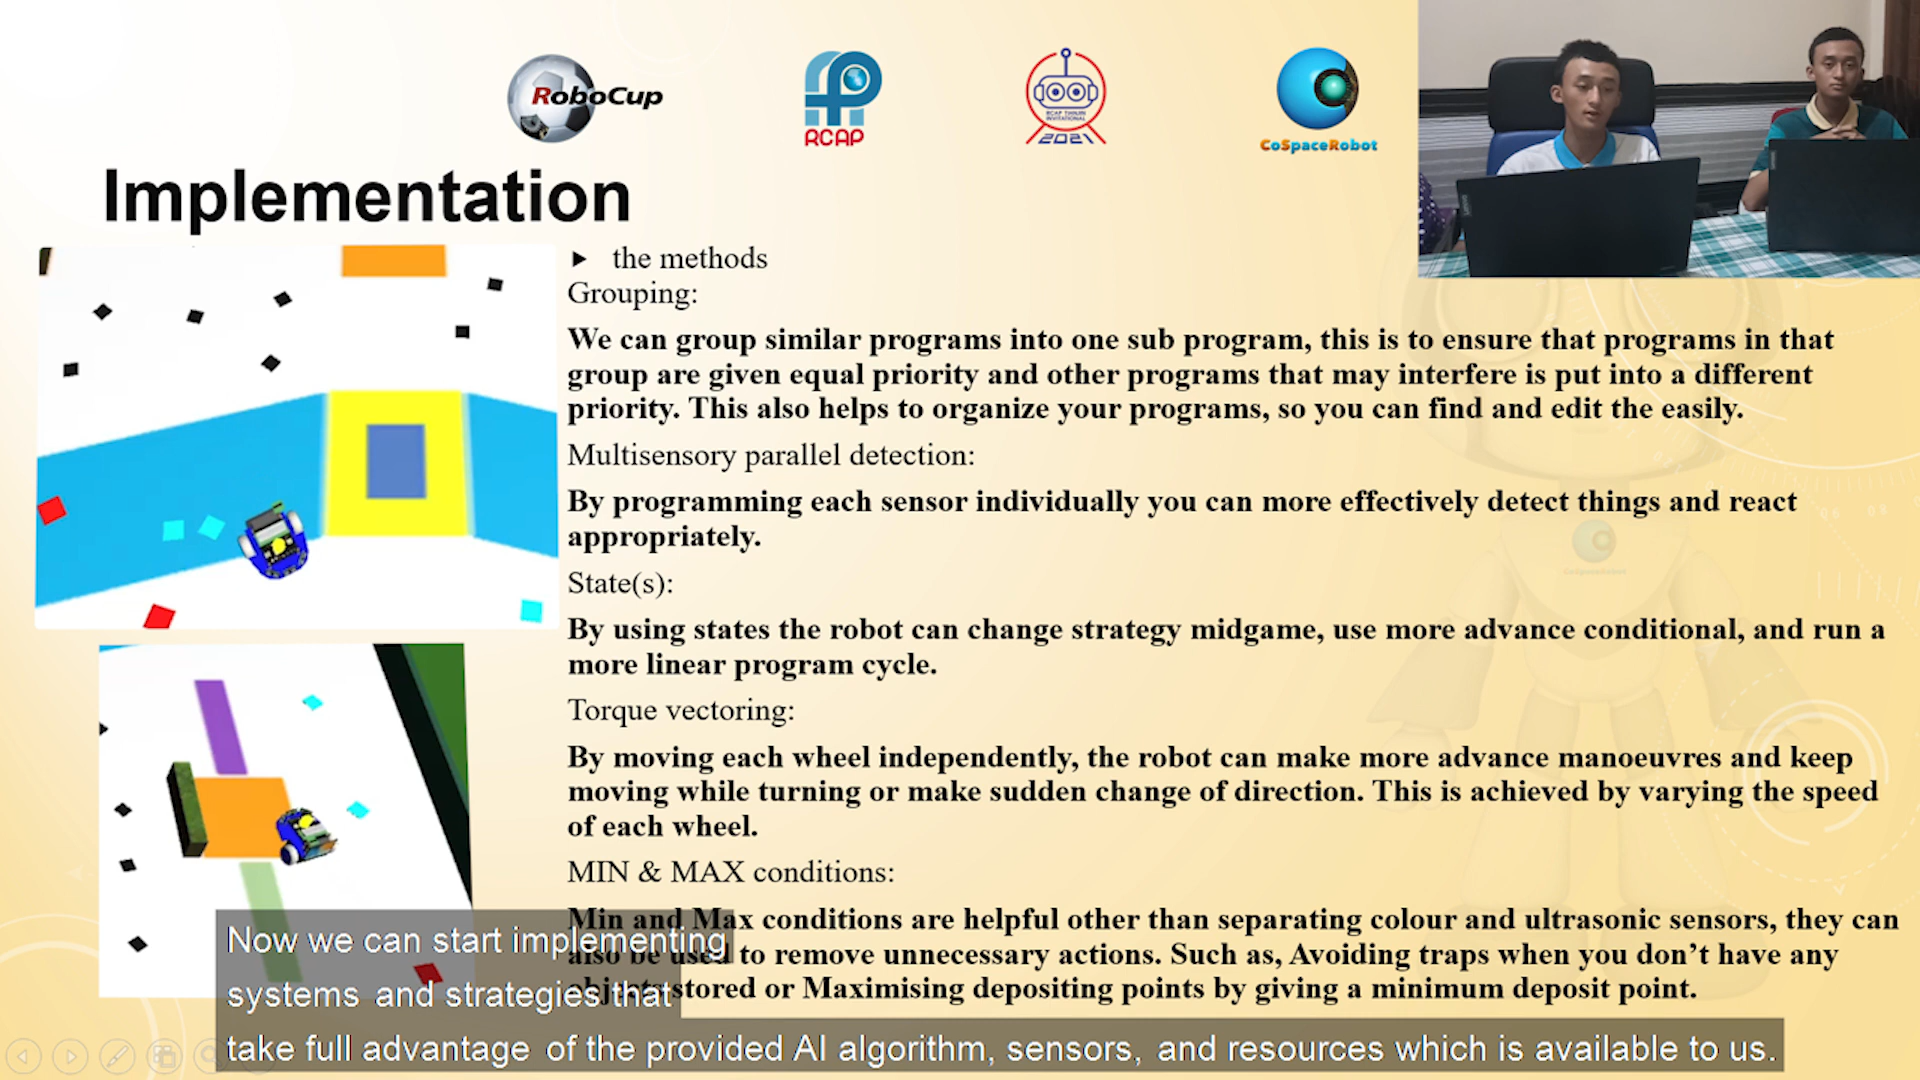 RoboCup
RCAP
RCAP TIANJIN
INVITATIONAL
2021
CoSpaceRobot
Implementation
the methods
Grouping:
We can group similar programs into one sub program, this is to ensure that programs in that
group are given equal priority and other programs that may interfere is put into a different
priority. This also helps to organize your programs, so you can find and edit the easily.
Multisensory parallel detection:
By programming each sensor individually you can more effectively detect things and react
appropriately.
State(s):
By using states the robot can change strategy midgame, use more advance conditional, and run a
more linear program cycle.
Torque vectoring:
By moving each wheel independently, the robot can make more advance manoeuvres and keep
moving while turning or make sudden change of direction. This is achieved by varying the speed
of each wheel.
MIN & MAX conditions:
Min and Max conditions are helpful other than separating colour and ultrasonic sensors, they can
also be used to remove unnecessary actions. Such as, Avoiding traps when you don’t have any
stored or Maximising depositing points by giving a minimum deposit point.
Now we can start implementing
systems and strategies that
take full advantage of the provided AI algorithm, sensors, and resources which is available to us.